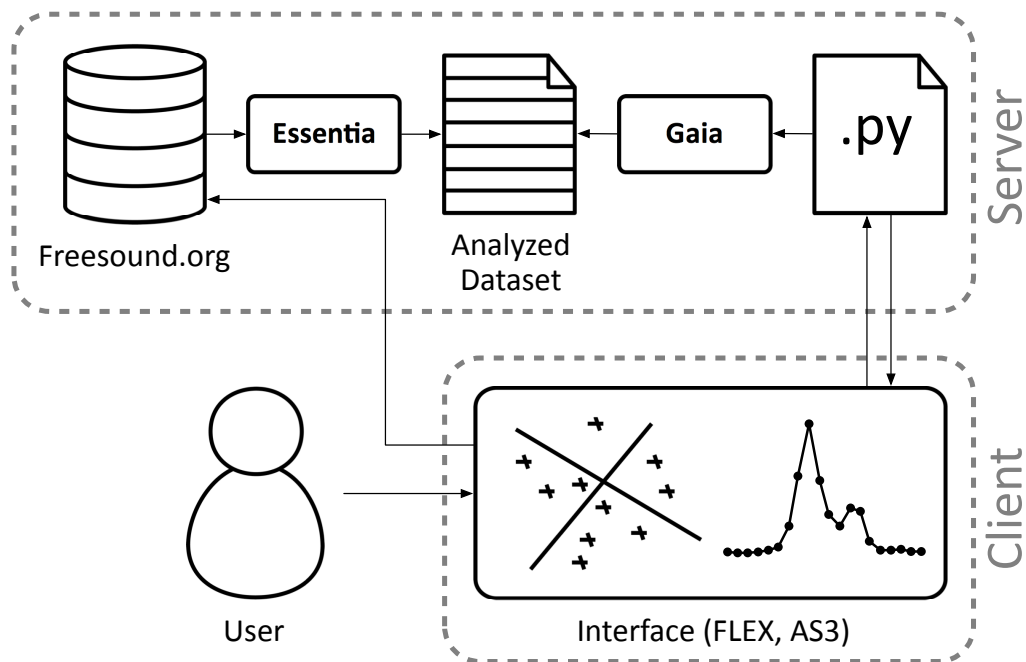 Essentia
Gaia
.py
Freesound.org
Analyzed
Dataset
Server
User
Interface (FLEX, AS3)
Client